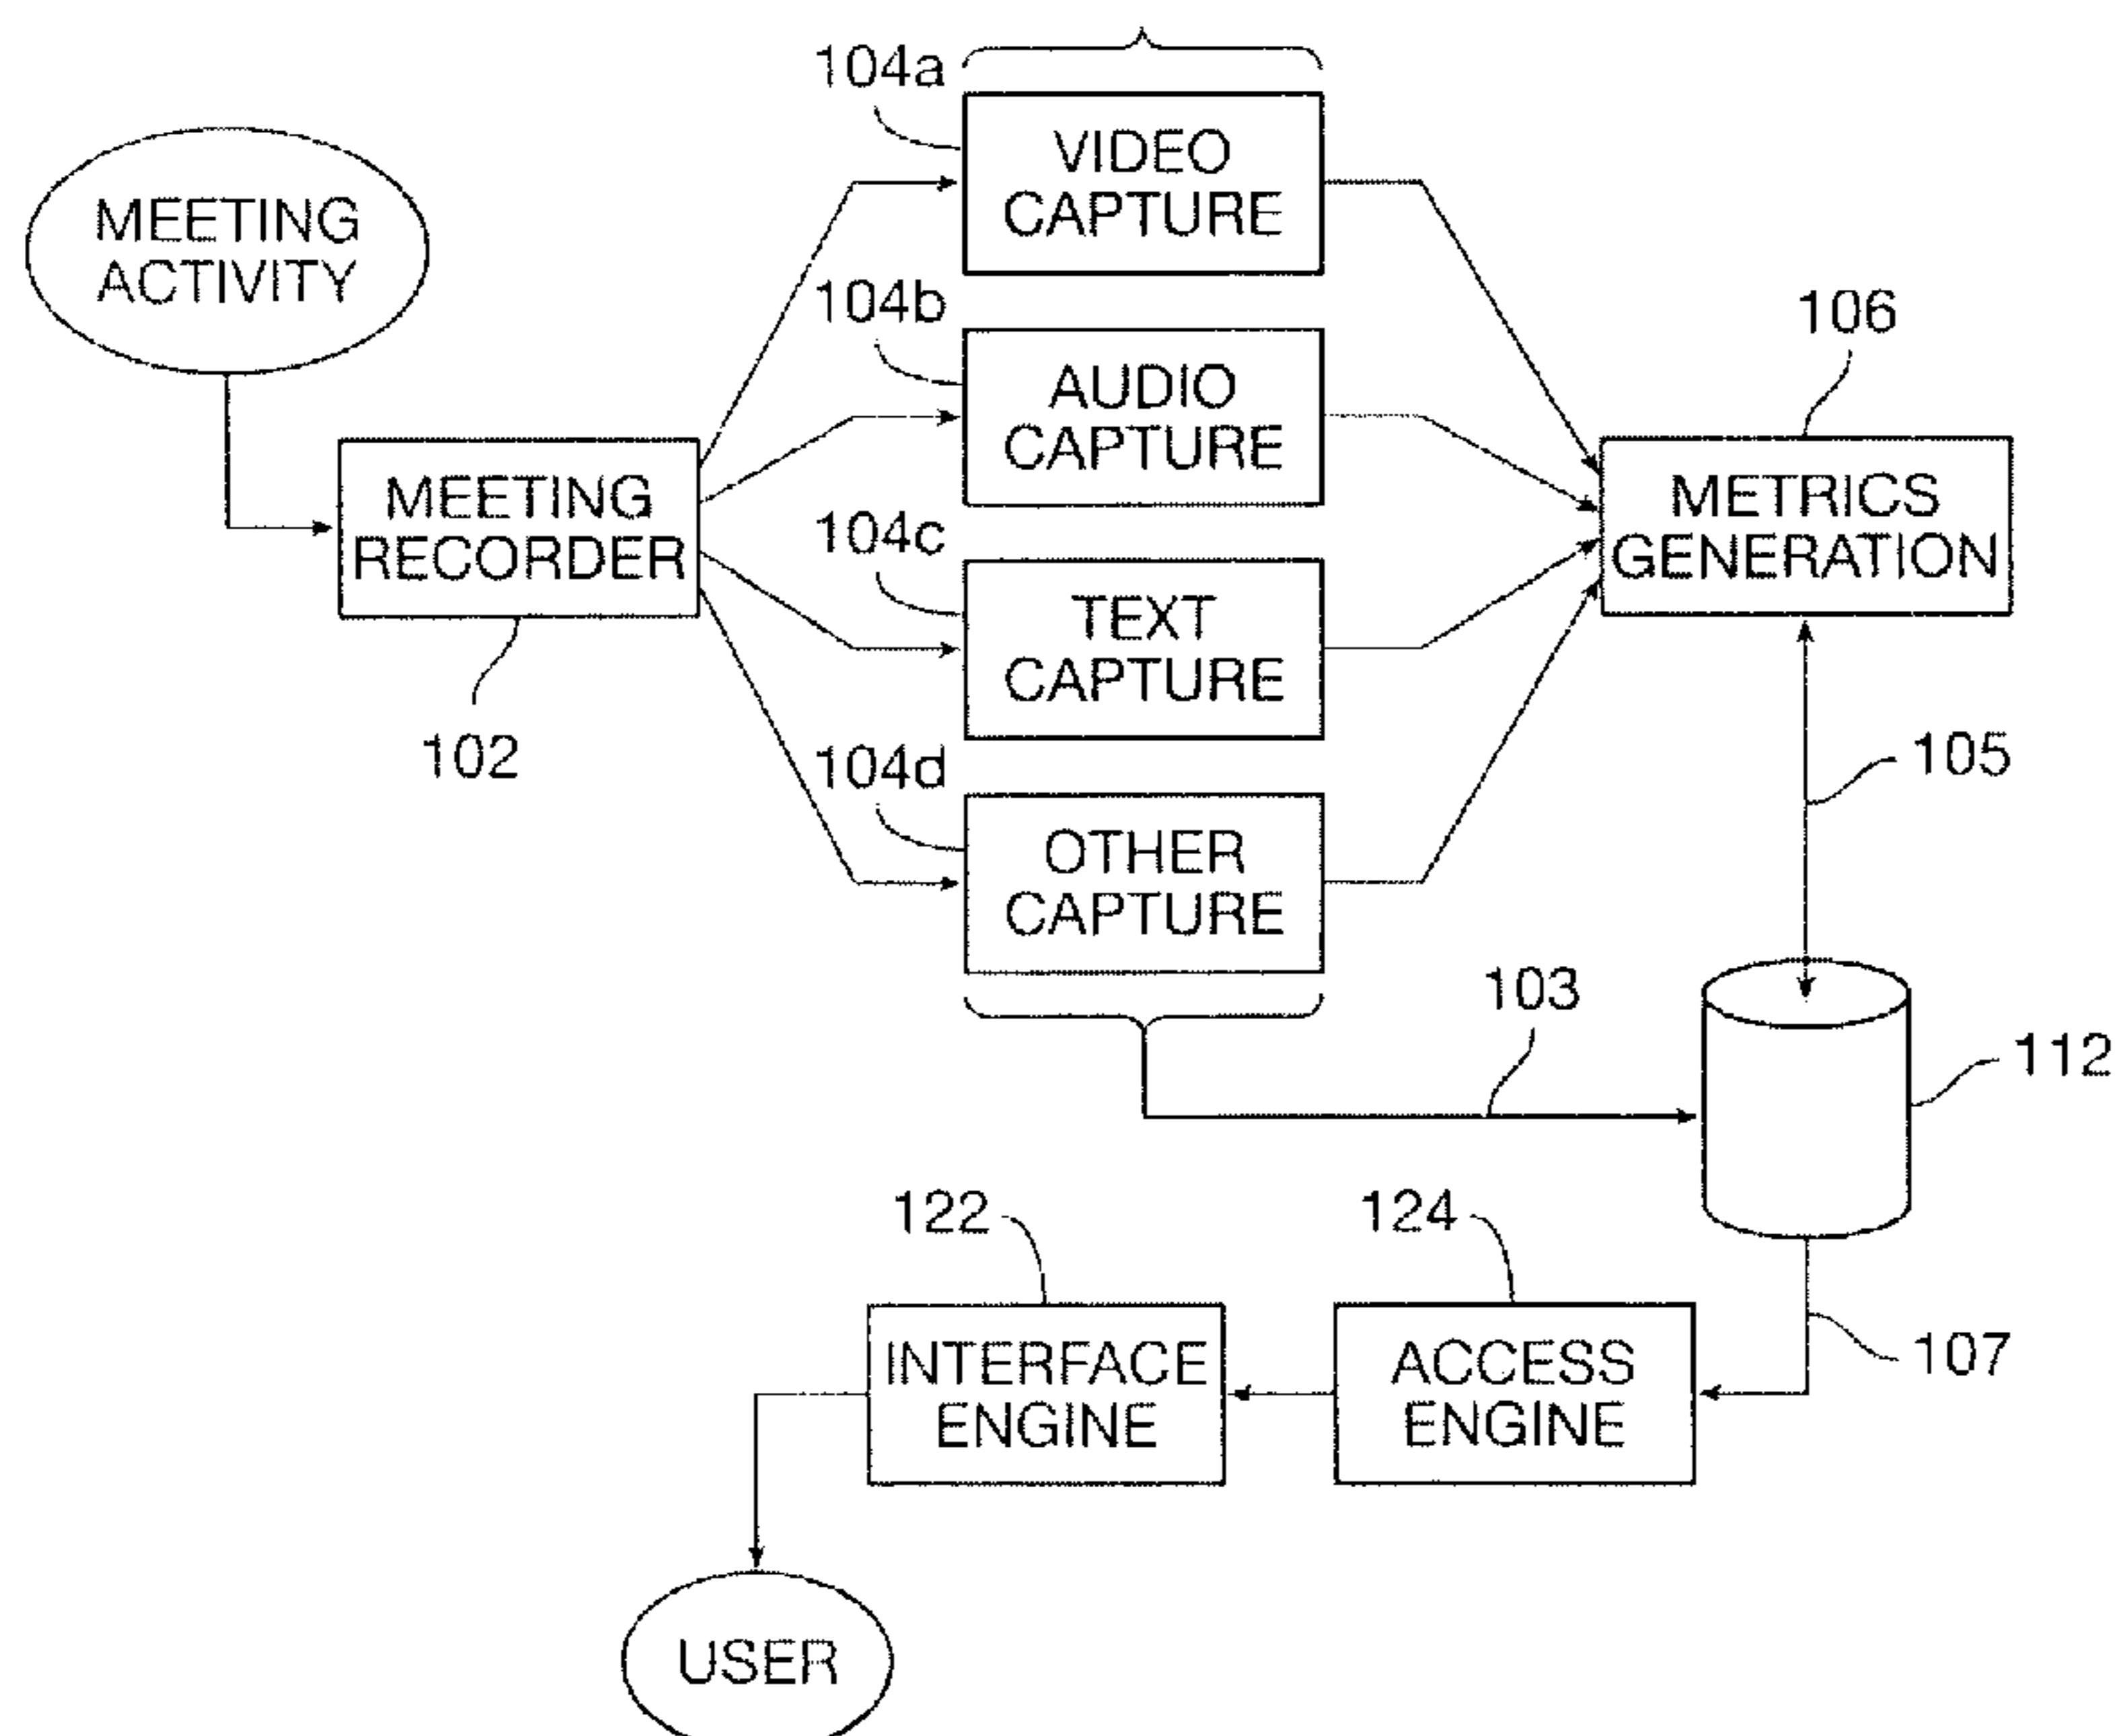 104a
VIDEO
CAPTURE
MEETING
ACTIVITY
104b
AUDIO
CAPTURE
106
METRICS
GENERATION
MEETING
RECORDER
102
104c
TEXT
CAPTURE
105
104d
OTHER
CAPTURE
103
112
122
124
INTERFACE
ENGINE
ACCESS
ENGINE
107
USER